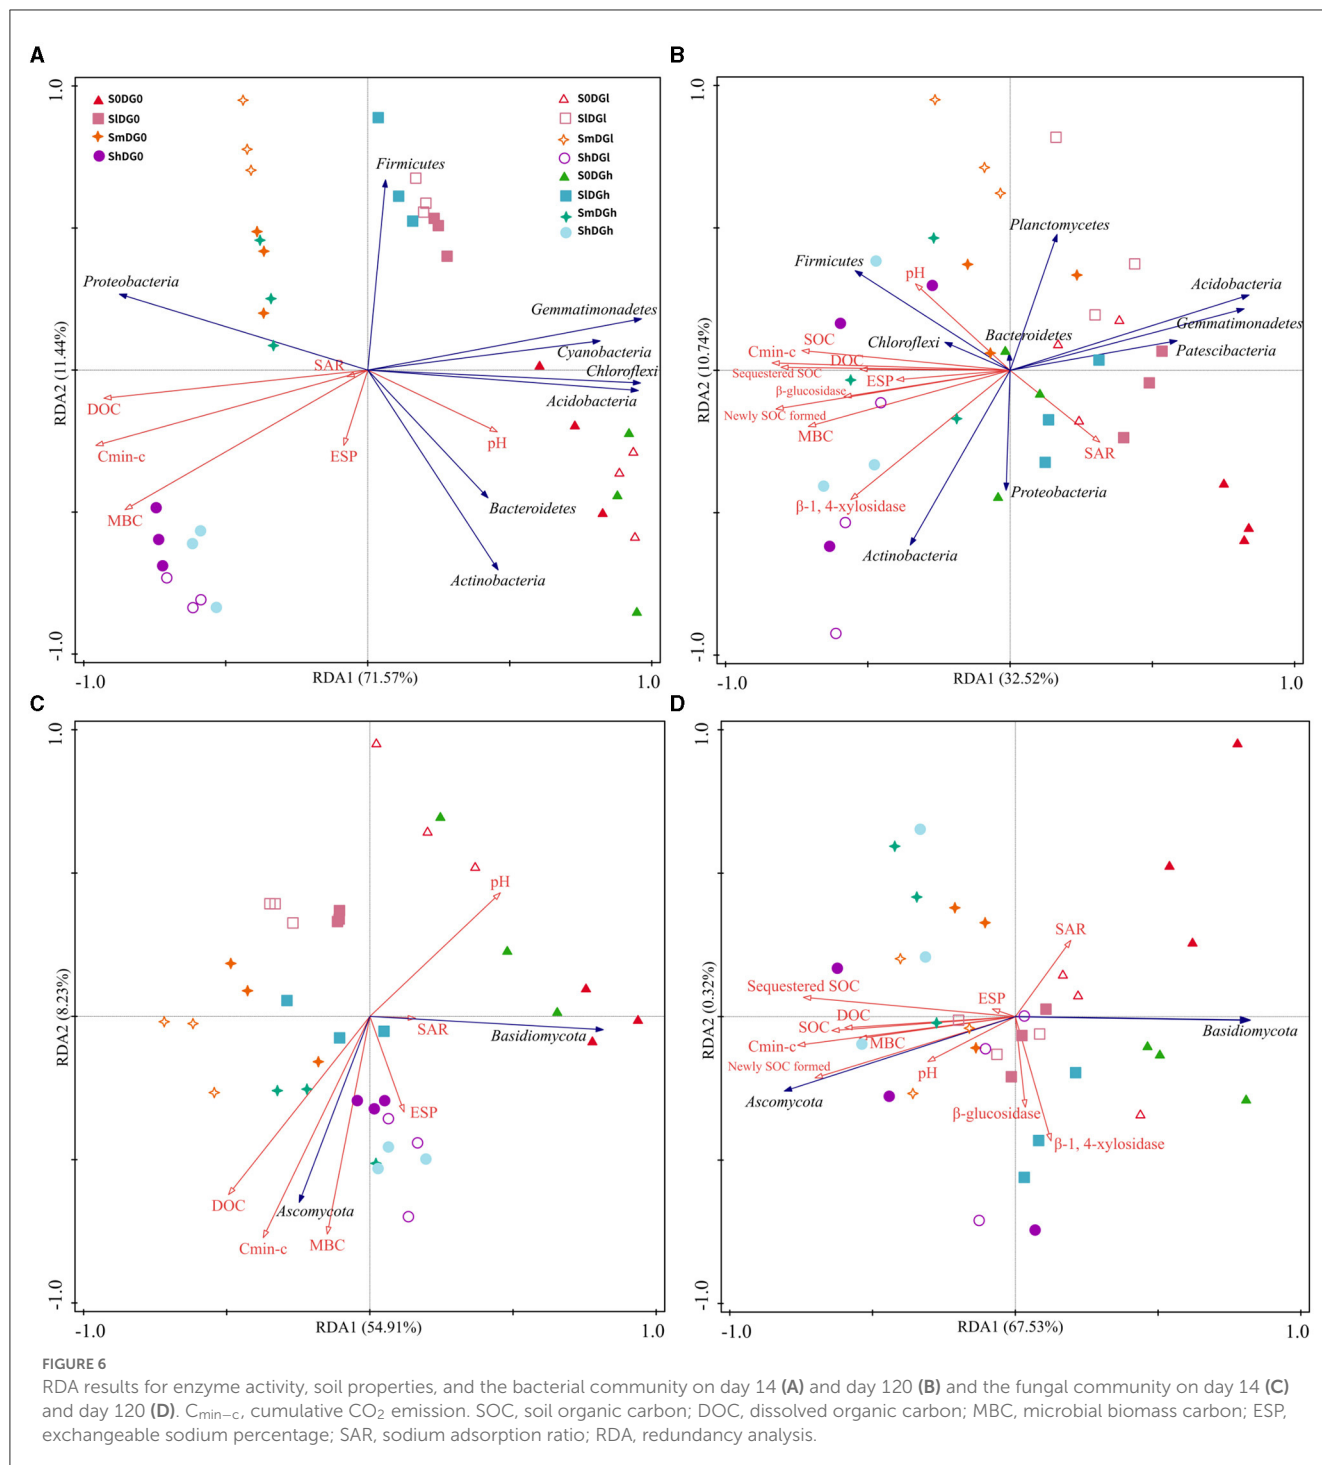 A
1.0
S0DG0
SlDG0
SmDG0
ShDG0
S0DGl
SlDGl
SmDGl
ShDGl
S0DGh
SlDGh
SmDGh
ShDGh
Firmicutes
Proteobacteria
Gemmatimonadetes
Cyanobacteria
Chloroflexi
Acidobacteria
SAR
DOC
Cmin-c
ESP
pH
MBC
Bacteroidetes
Actinobacteria
RDA2 (11.44%)
-1.0
-1.0
RDA1 (71.57%)
1.0
B
1.0
Planctomycetes
Firmicutes
pH
Acidobacteria
Gemmatimonadetes
Patescibacteria
Bacteroidetes
Chloroflexi
SOC
Cmin-c
DOC
Sequestered SOC
ESP
β-glucosidase
Newly SOC formed
MBC
SAR
β-1, 4-xylosidase
Proteobacteria
Actinobacteria
RDA2 (10.74%)
-1.0
-1.0
RDA1 (32.52%)
1.0
C
1.0
pH
SAR
Basidiomycota
ESP
DOC
Ascomycota
Cmin-c
MBC
RDA2 (8.23%)
-1.0
-1.0
RDA1 (54.91%)
1.0
D
1.0
SAR
Sequestered SOC
ESP
DOC
SOC
Basidiomycota
Cmin-c
MBC
Newly SOC formed
pH
Ascomycota
β-glucosidase
β-1, 4-xylosidase
RDA2 (0.32%)
-1.0
-1.0
RDA1 (67.53%)
1.0
FIGURE 6
RDA results for enzyme activity, soil properties, and the bacterial community on day 14 (A) and day 120 (B) and the fungal community on day 14 (C)
and day 120 (D). Cmin−c, cumulative CO2 emission. SOC, soil organic carbon; DOC, dissolved organic carbon; MBC, microbial biomass carbon; ESP,
exchangeable sodium percentage; SAR, sodium adsorption ratio; RDA, redundancy analysis.